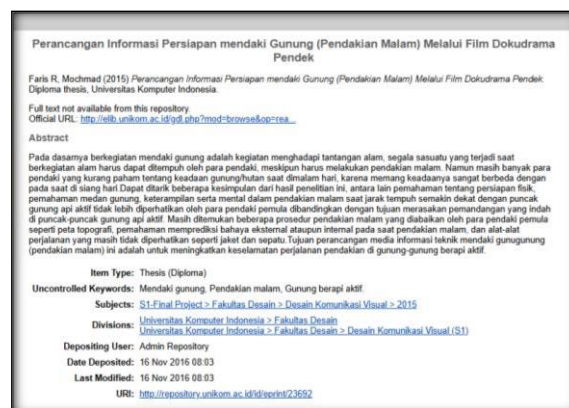 Perancangan Informasi Persiapan mendaki Gunung (Pendakian Malam) Melalui Film Dokudrama
Pendek
Faris R, Mochmad (2015) Perancangan Informasi Persiapan mendaki Gunung (Pendakian Malam) Melalui Film Dokudrama Pendek.
Diploma thesis, Universitas Komputer Indonesia.
Full text not available from this repository.
Official URL: http://elib.unikom.ac.id/gdl.php?mod=browse&op=rea...
Abstract
Pada dasarnya berkegiatan mendaki gunung adalah kegiatan menghadapi tantangan alam, segala sasuatu yang terjadi saat
berkegiatan alam harus dapat ditempuh oleh para pendaki, meskipun harus melakukan pendakian malam. Namun masih banyak para
pendaki yang kurang paham tentang keadaan gunung/hutan saat dimalam hari, karena memang keadaanya sangat berbeda dengan
pada saat di siang hari.Dapat ditarik beberapa kesimpulan dari hasil penelitian ini, antara lain pemahaman tentang persiapan fisik,
pemahaman medan gunung, keterampilan serta mental dalam pendakian malam saat jarak tempuh semakin dekat dengan puncak
gunung api aktif tidak lebih diperhatikan oleh para pendaki pemula dibandingkan dengan tujuan merasakan pemandangan yang indah
di puncak-puncak gunung api aktif. Masih ditemukan beberapa prosedur pendakian malam yang diabaikan oleh para pendaki pemula
seperti peta topografi, pemahaman memprediksi bahaya eksternal ataupun internal pada saat pendakian malam, dan alat-alat
perjalanan yang masih tidak diperhatikan seperti jaket dan sepatu.Tujuan perancangan media informasi teknik mendaki gunugunung
(pendakian malam) ini adalah untuk meningkatkan keselamatan perjalanan pendakian di gunung-gunung berapi aktif.
Item Type: Thesis (Diploma)
Uncontrolled Keywords: Mendaki gunung, Pendakian malam, Gunung berapi aktif.
Subjects: S1-Final Project > Fakultas Desain > Desain Komunikasi Visual > 2015
Divisions: Universitas Komputer Indonesia > Fakultas Desain
Universitas Komputer Indonesia > Fakultas Desain > Desain Komunikasi Visual (S1)
Depositing User: Admin Repository
Date Deposited: 16 Nov 2016 08:03
Last Modified: 16 Nov 2016 08:03
URI: http://repository.unikom.ac.id/id/eprint/23692